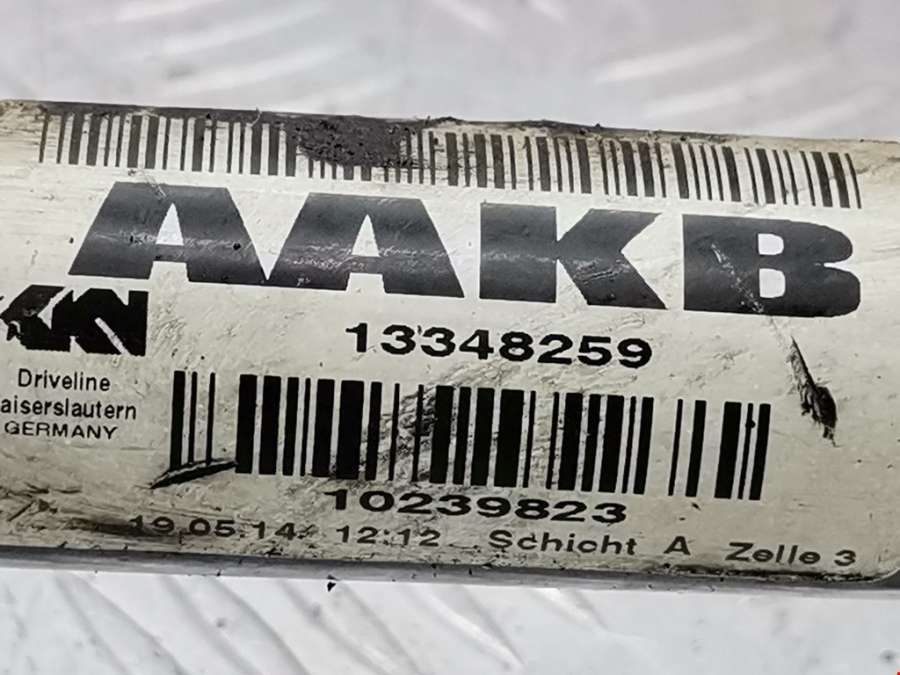 AAKB
GKN
13348259
Driveline
aiserslautern
GERMANY
10239823
19.05.14 12:12 Schicht A Zelle 3